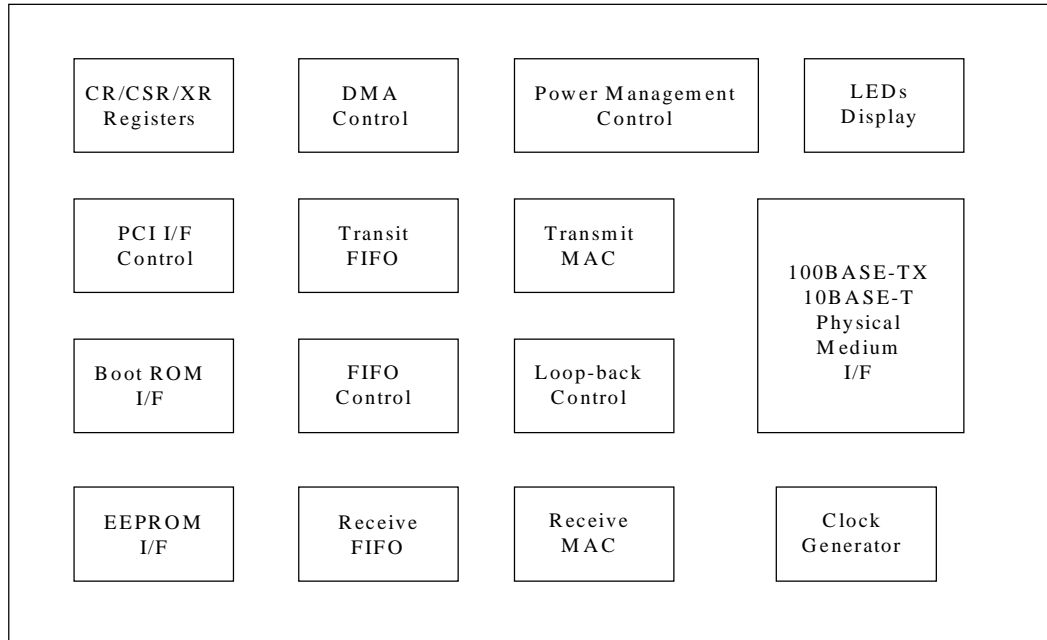 CR/CSR/XR
Registers
DMA
Control
Power Management
Control
LEDs
Display
PCI I/F
Control
Transit
FIFO
Transmit
MAC
100BASE-TX
10BASE-T
Physical
Medium
I/F
Boot ROM
I/F
FIFO
Control
Loop-back
Control
EEPROM
I/F
Receive
FIFO
Receive
MAC
Clock
Generator